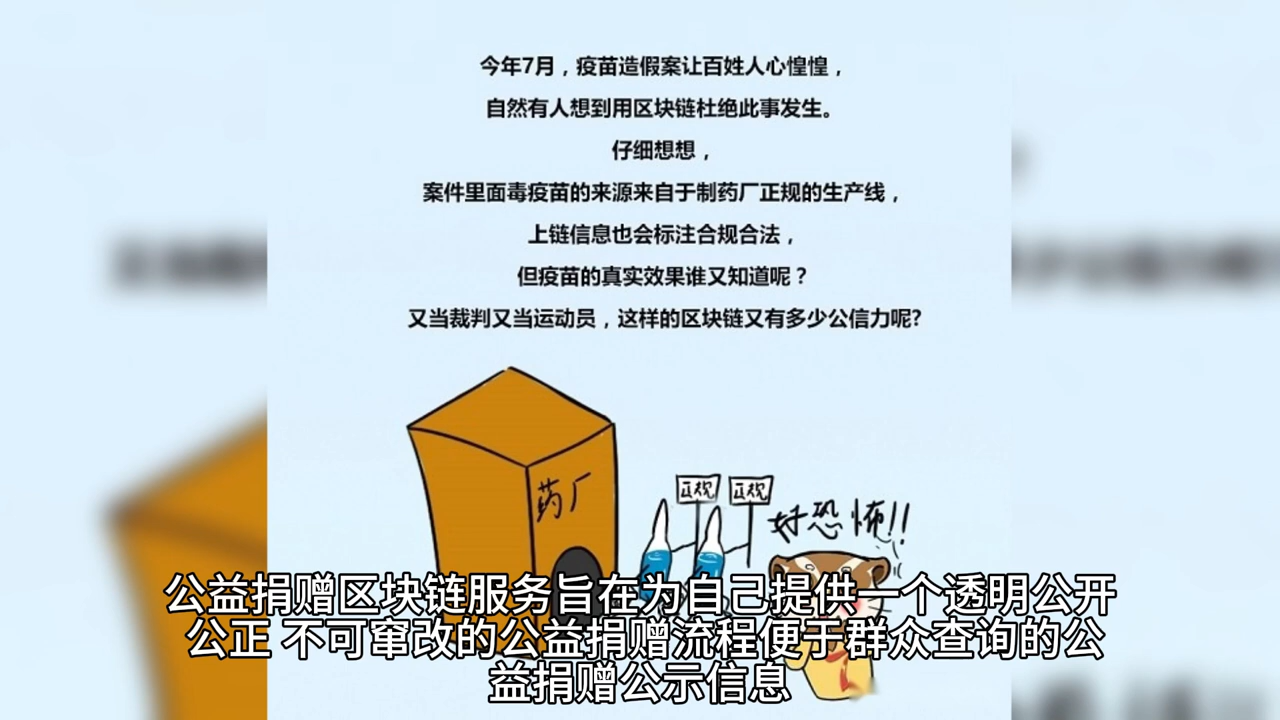 今年7月，疫苗造假案让百姓人心惶惶，
自然有人想到用区块链杜绝此事发生。
仔细想想，
案件里面毒疫苗的来源来自于制药厂正规的生产线，
上链信息也会标注合规合法，
但疫苗的真实效果谁又知道呢？
又当裁判又当运动员，这样的区块链又有多少公信力呢?
药厂
正规
正规
好恐怖!!
公益捐赠区块链服务旨在为自己提供一个透明公开
公正 不可窜改的公益捐赠流程便于群众查询的公
益捐赠公示信息